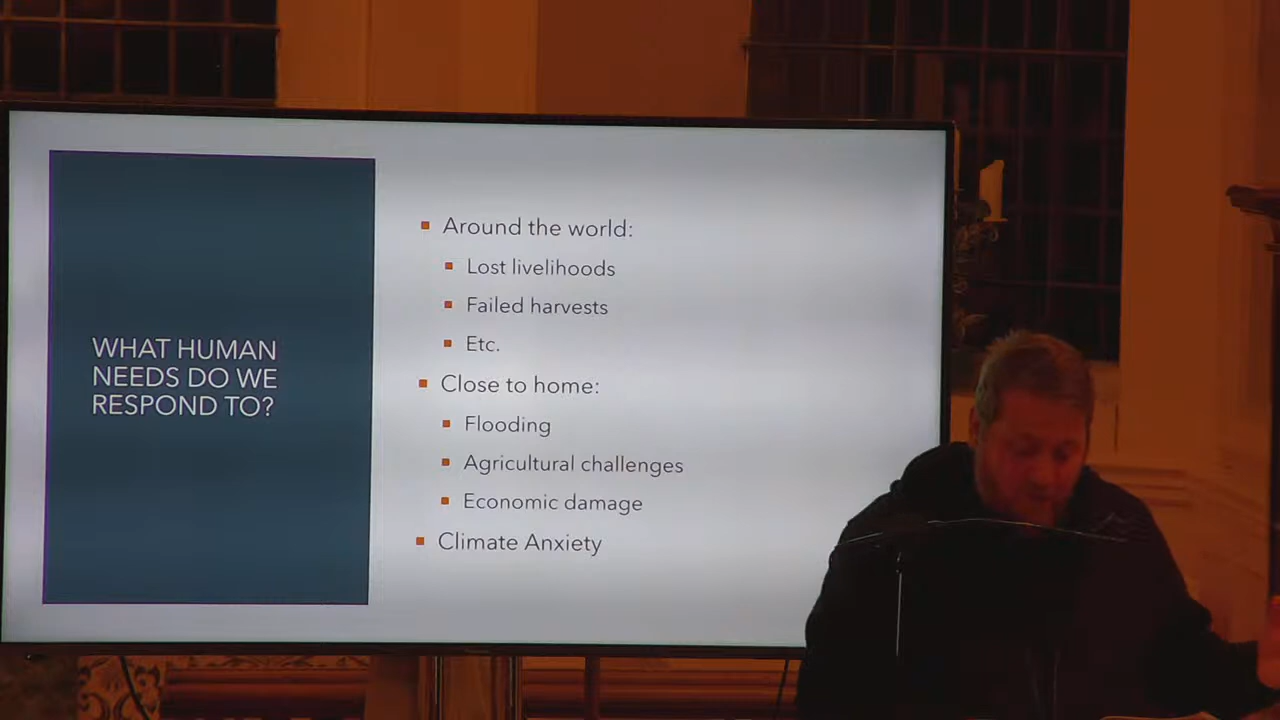 WHAT HUMAN
NEEDS DO WE
RESPOND TO?
Around the world:
Lost livelihoods
Failed harvests
Etc.
Close to home:
Flooding
Agricultural challenges
Economic damage
Climate Anxiety